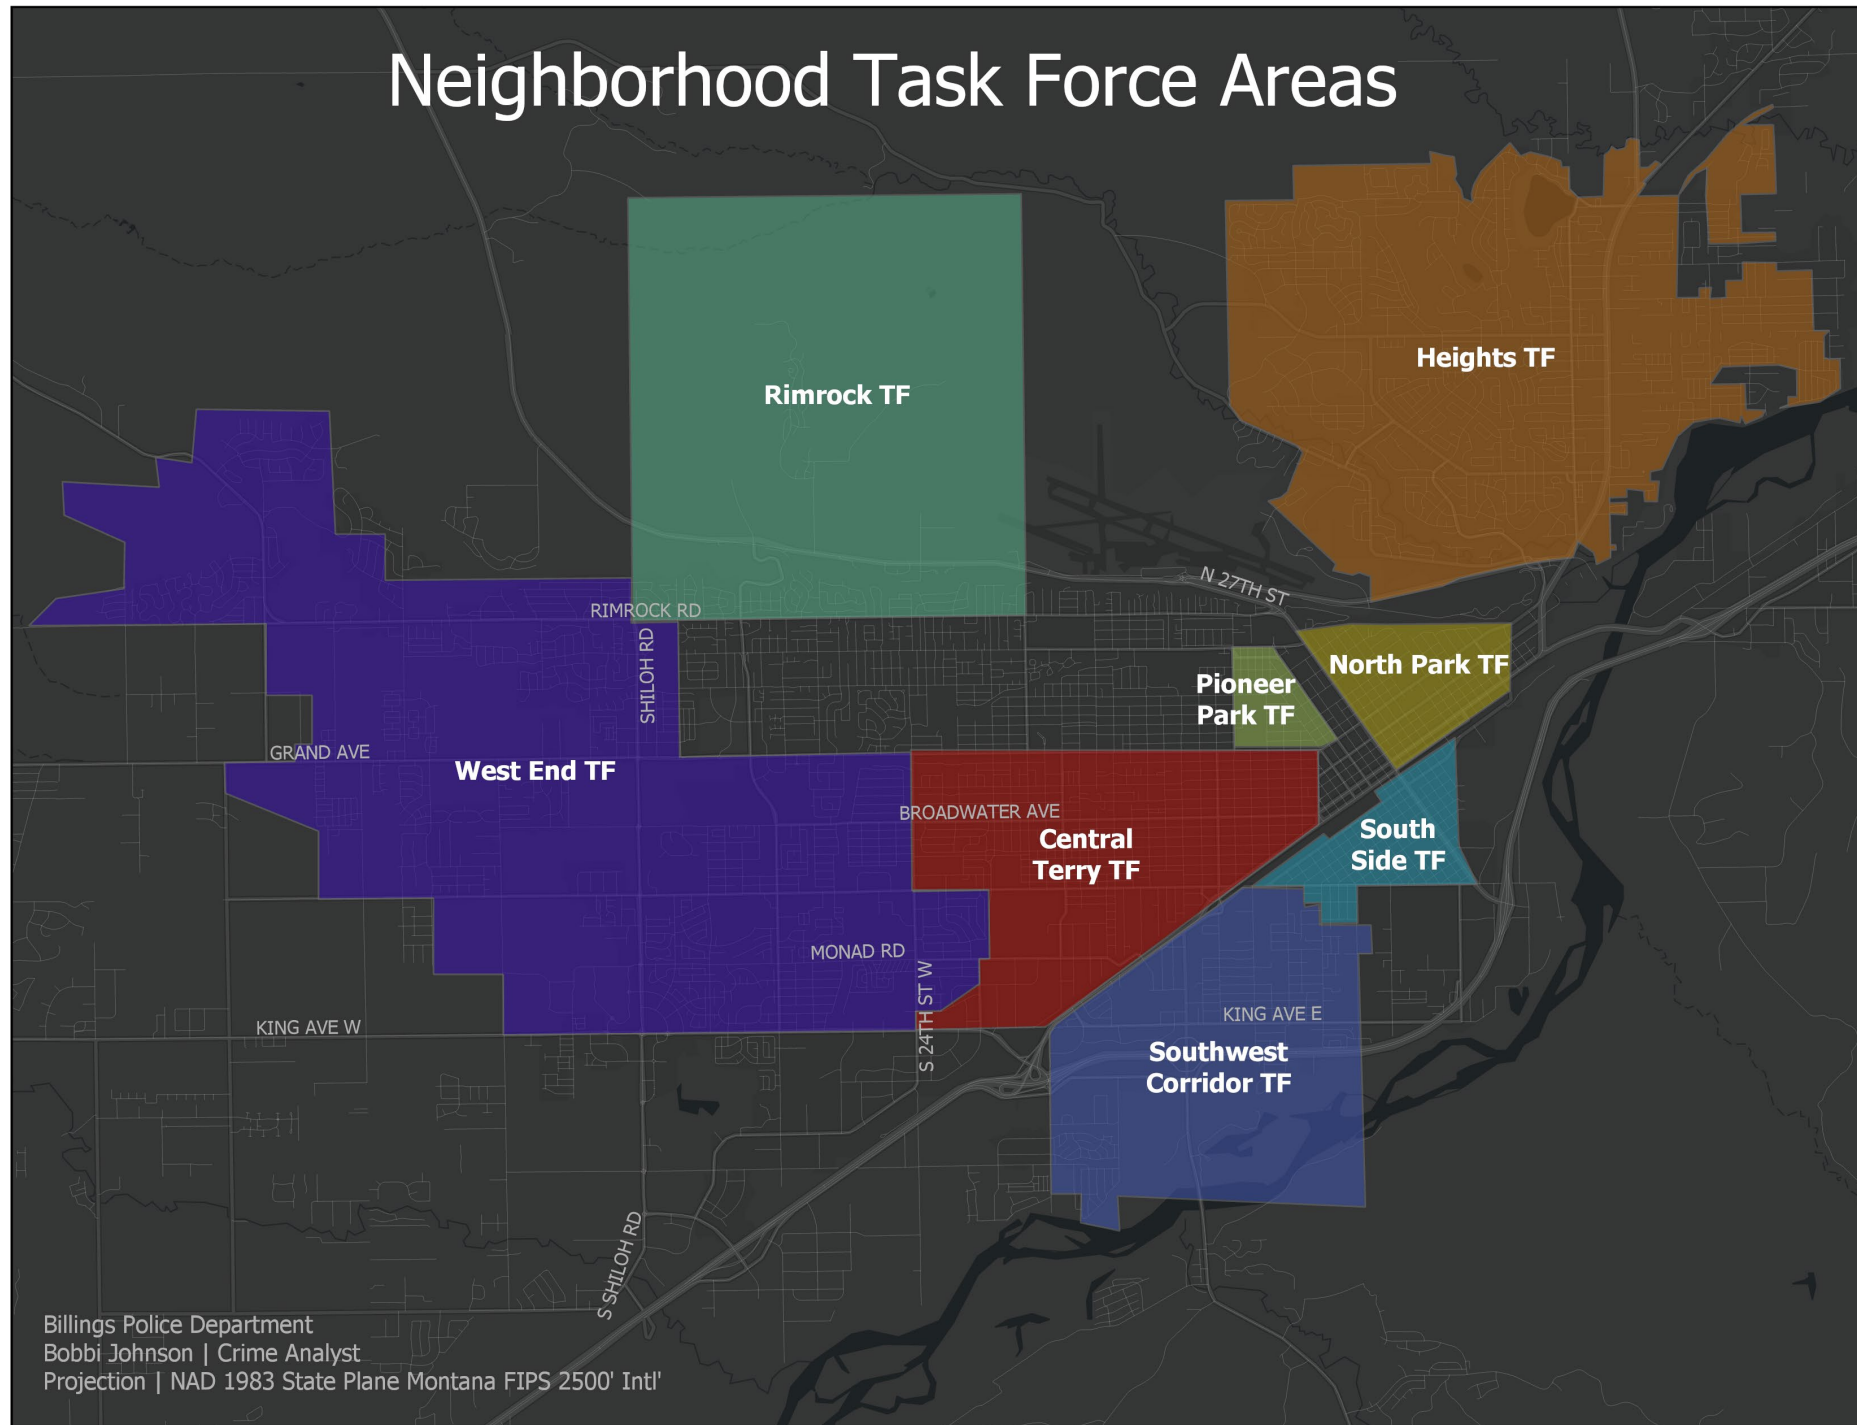 Neighborhood Task Force Areas
Heights TF
Rimrock TF
N 27TH ST
RIMROCK RD
SHILOH RD
North Park TF
Pioneer
Park TF
GRAND AVE
West End TF
BROADWATER AVE
Central
Terry TF
South
Side TF
MONAD RD
S 24TH ST W
KING AVE W
KING AVE E
Southwest
Corridor TF
S SHILOH RD
Billings Police Department
Bobbi Johnson | Crime Analyst
Projection | NAD 1983 State Plane Montana FIPS 2500' Intl'